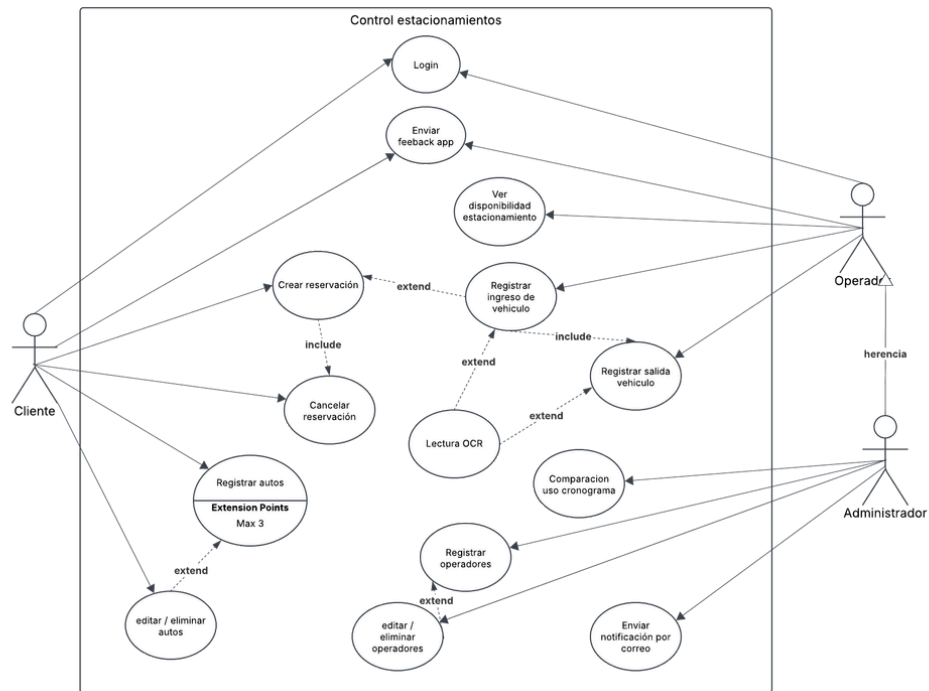 Control estacionamientos
Login
Enviar
feeback app
Ver
disponibilidad
estacionamiento
Operador
Crear reservación
extend
Registrar
ingreso de
vehiculo
include
include
extend
herencia
Registrar salida
vehiculo
Cliente
Cancelar
reservación
extend
Lectura OCR
Registrar autos
Extension Points
Max 3
Comparacion
uso cronograma
Administrador
Registrar
operadores
extend
extend
editar / eliminar
autos
editar /
eliminar
operadores
Enviar
notificación por
correo